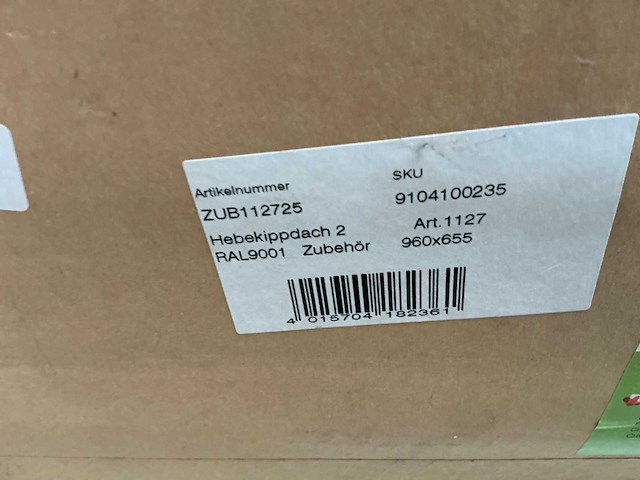 Artikelnummer SKU
ZUB112725 9104100235
Hebekippdach 2 Art.1127
RAL9001 Zubehör 960x655
4 015704 182361